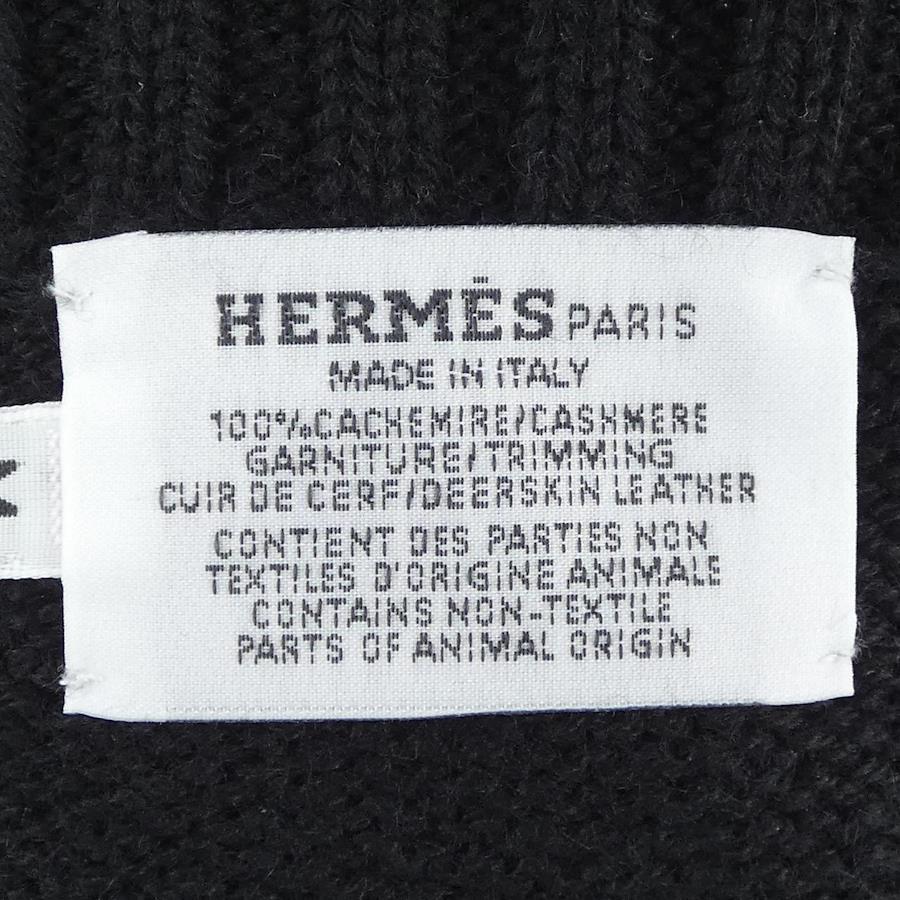 HERMÈS PARIS
MADE IN ITALY
100% CACHEMIRE/CASHMERE
GARNITURE/TRIMMING
CUIR DE CERF/DEERSKIN LEATHER
CONTIENT DES PARTIES NON
TEXTILES D'ORIGINE ANIMALE
CONTAINS NON-TEXTILE
PARTS OF ANIMAL ORIGIN